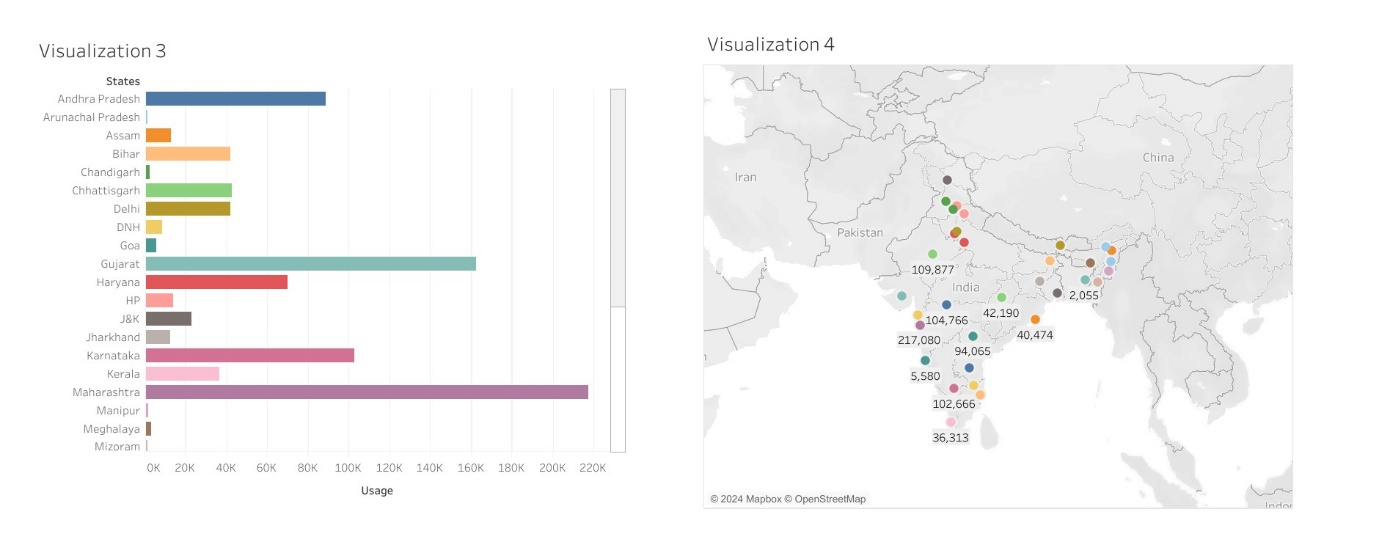 Visualization 3
States
Andhra Pradesh
Arunachal Pradesh
Assam
Bihar
Chandigarh
Chhattisgarh
Delhi
DNH
Goa
Gujarat
Haryana
HP
J&K
Jharkhand
Karnataka
Kerala
Maharashtra
Manipur
Meghalaya
Mizoram
0K 20K 40K 60K 80K 100K 120K 140K 160K 180K 200K 220K
Usage
Visualization 4
China
Iran
Pakistan
109,877
India
2,055
104,766
42,190
40,474
217,080
94,065
5,580
102,666
36,313
© 2024 Mapbox © OpenStreetMap